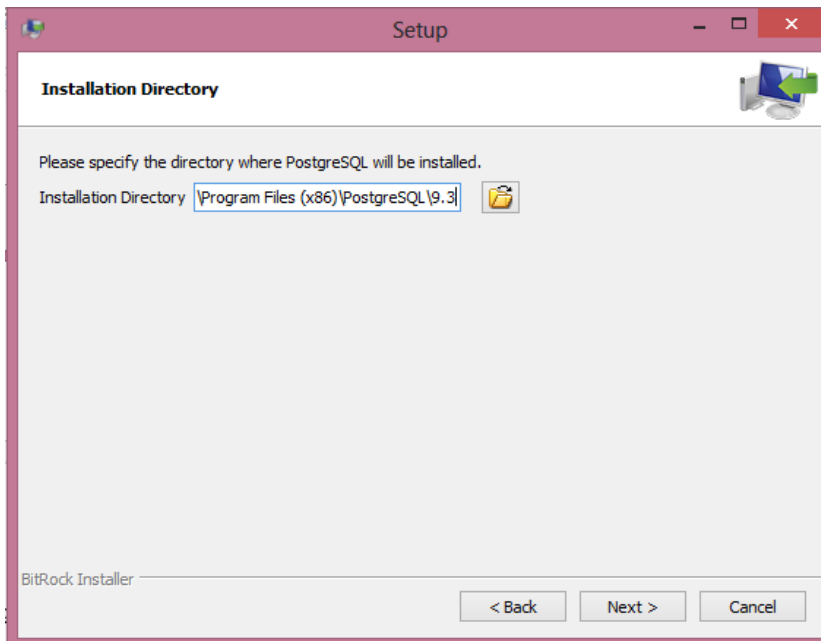 Setup
Installation Directory
Please specify the directory where PostgreSQL will be installed.
Installation Directory \Program Files (x86)\PostgreSQL\9.3
BitRock Installer
< Back Next > Cancel